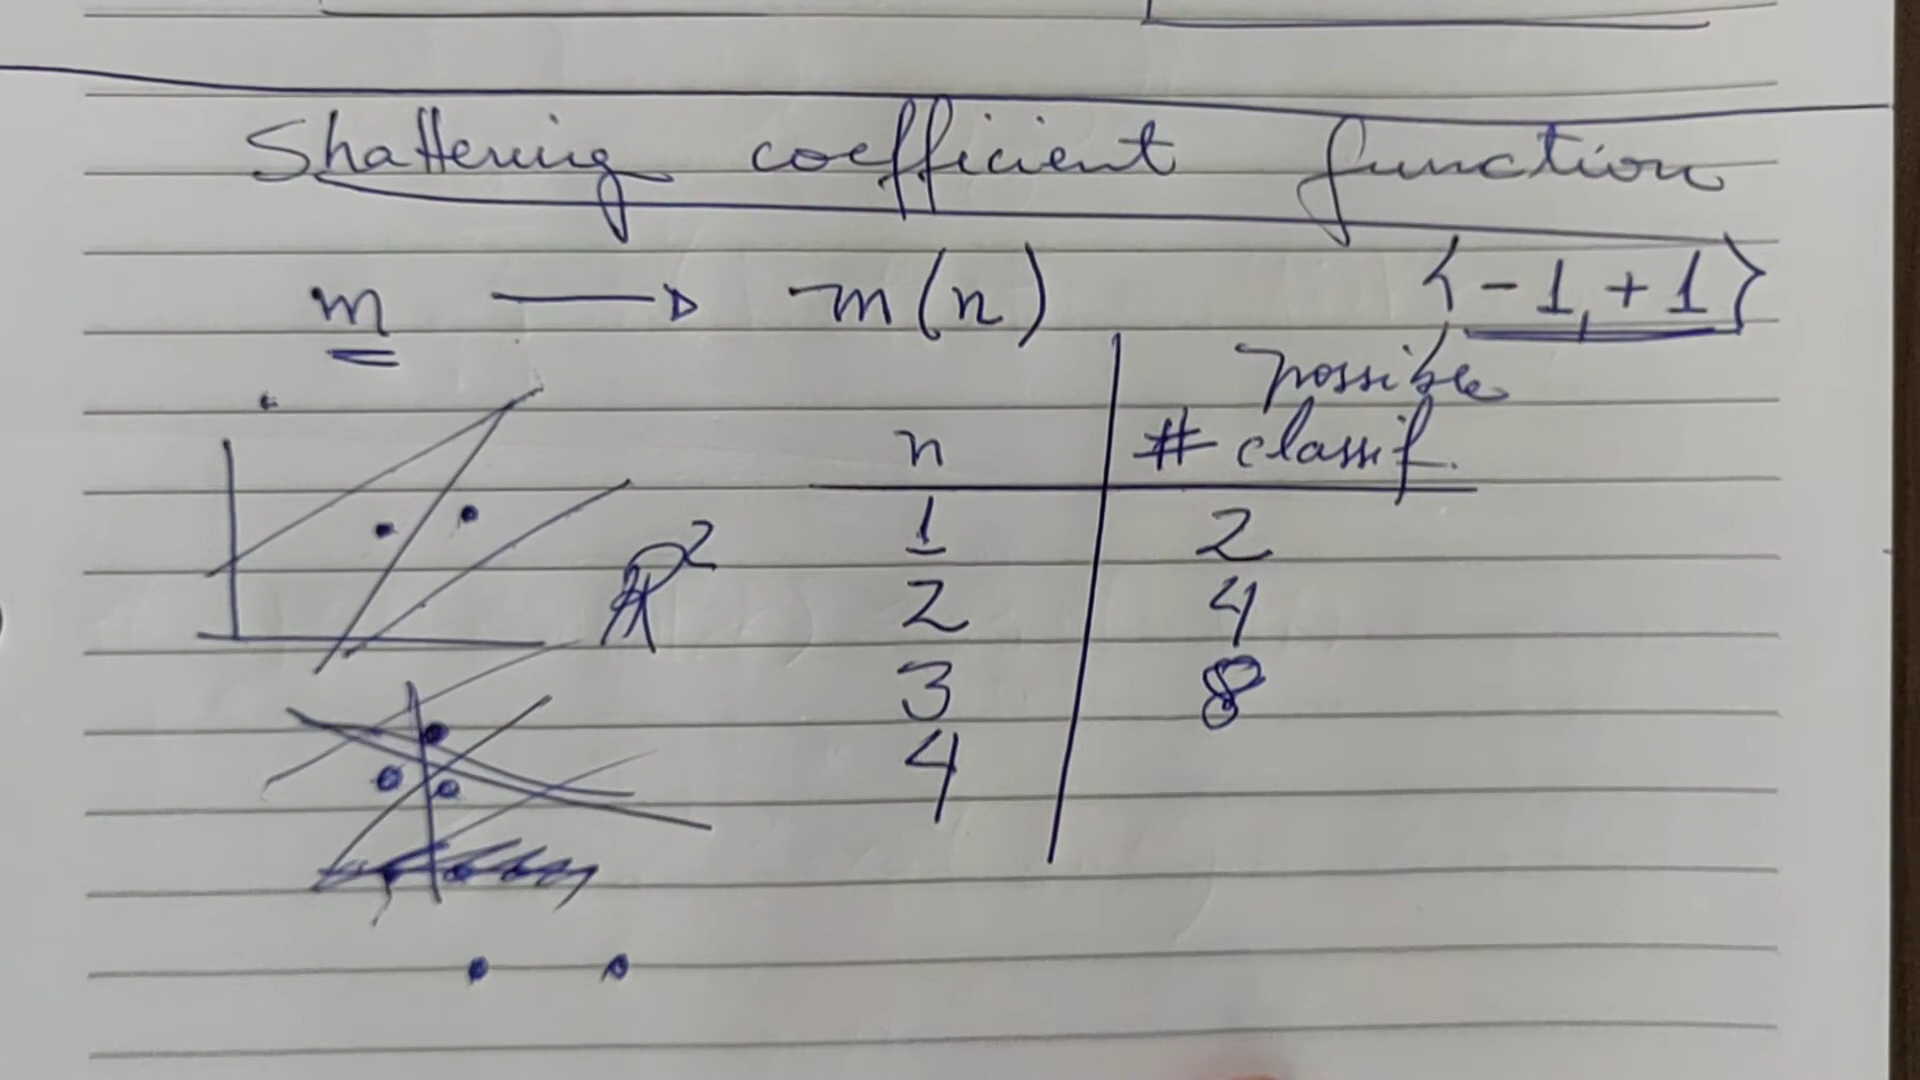 Shattering coefficient function
m → m(n) {-1, +1}
possible
n # classif.
R²
1 2
2 4
3 8
4